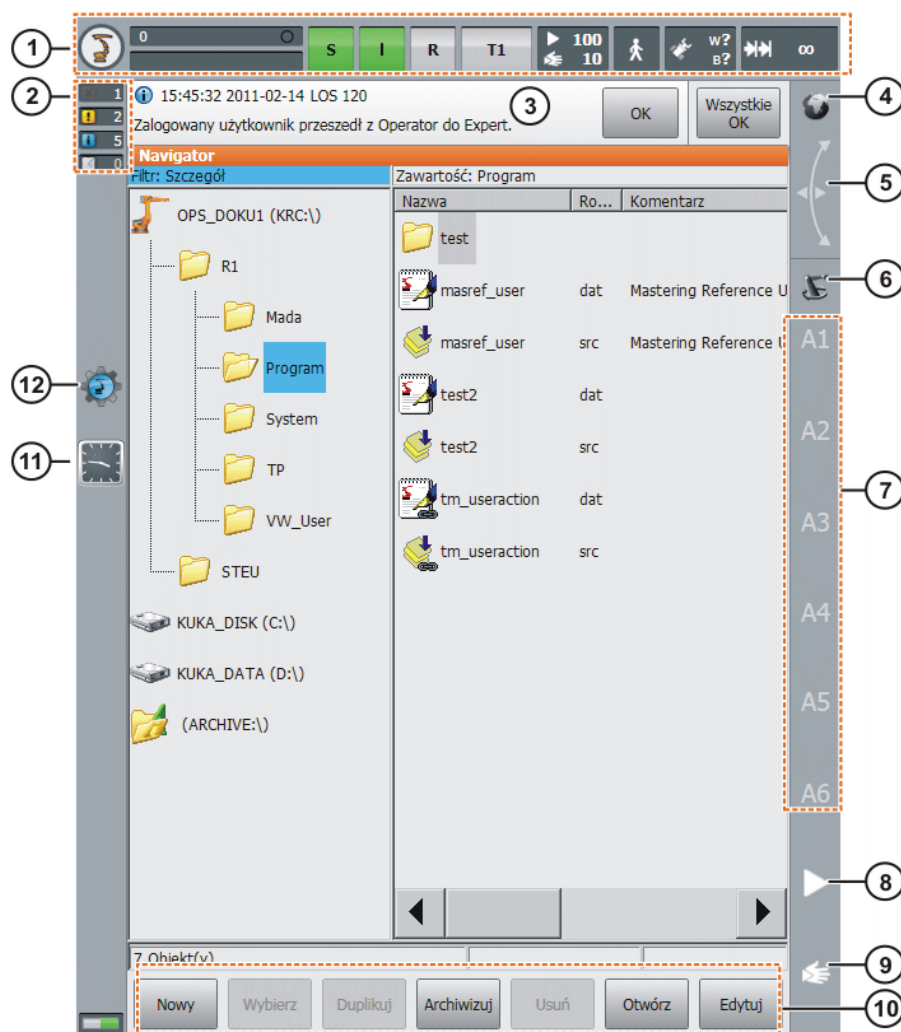 0
S I R T1 100 10 W? B? ∞
1
1
2
2
5
0
15:45:32 2011-02-14 LOS 120
Zalogowany użytkownik przeszedł z Operator do Expert.
3
OK
Wszystkie OK
4
Navigator
Filtr: Szczegół
Zawartość: Program
Nazwa Ro... Komentarz
OPS_DOKU1 (KRC:\)
R1
Mada
Program
System
TP
VW_User
STEU
KUKA_DISK (C:\)
KUKA_DATA (D:\)
(ARCHIVE:\)
test
masref_user dat Mastering Reference U
masref_user src Mastering Reference U
test2 dat
test2 src
tm_useraction dat
tm_useraction src
5
6
A1
A2
A3
A4
A5
A6
7
8
9
12
11
7 Obiekt(y)
Nowy Wybierz Duplikuj Archiwizuj Usuń Otwórz Edytuj
10